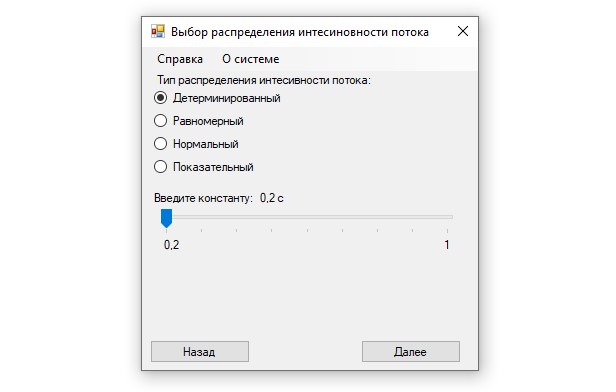 Выбор распределения интесиновности потока
Справка О системе
Тип распределения интесивности потока:
Детерминированный
Равномерный
Нормальный
Показательный
Введите константу: 0,2 с
0,2 1
Назад Далее